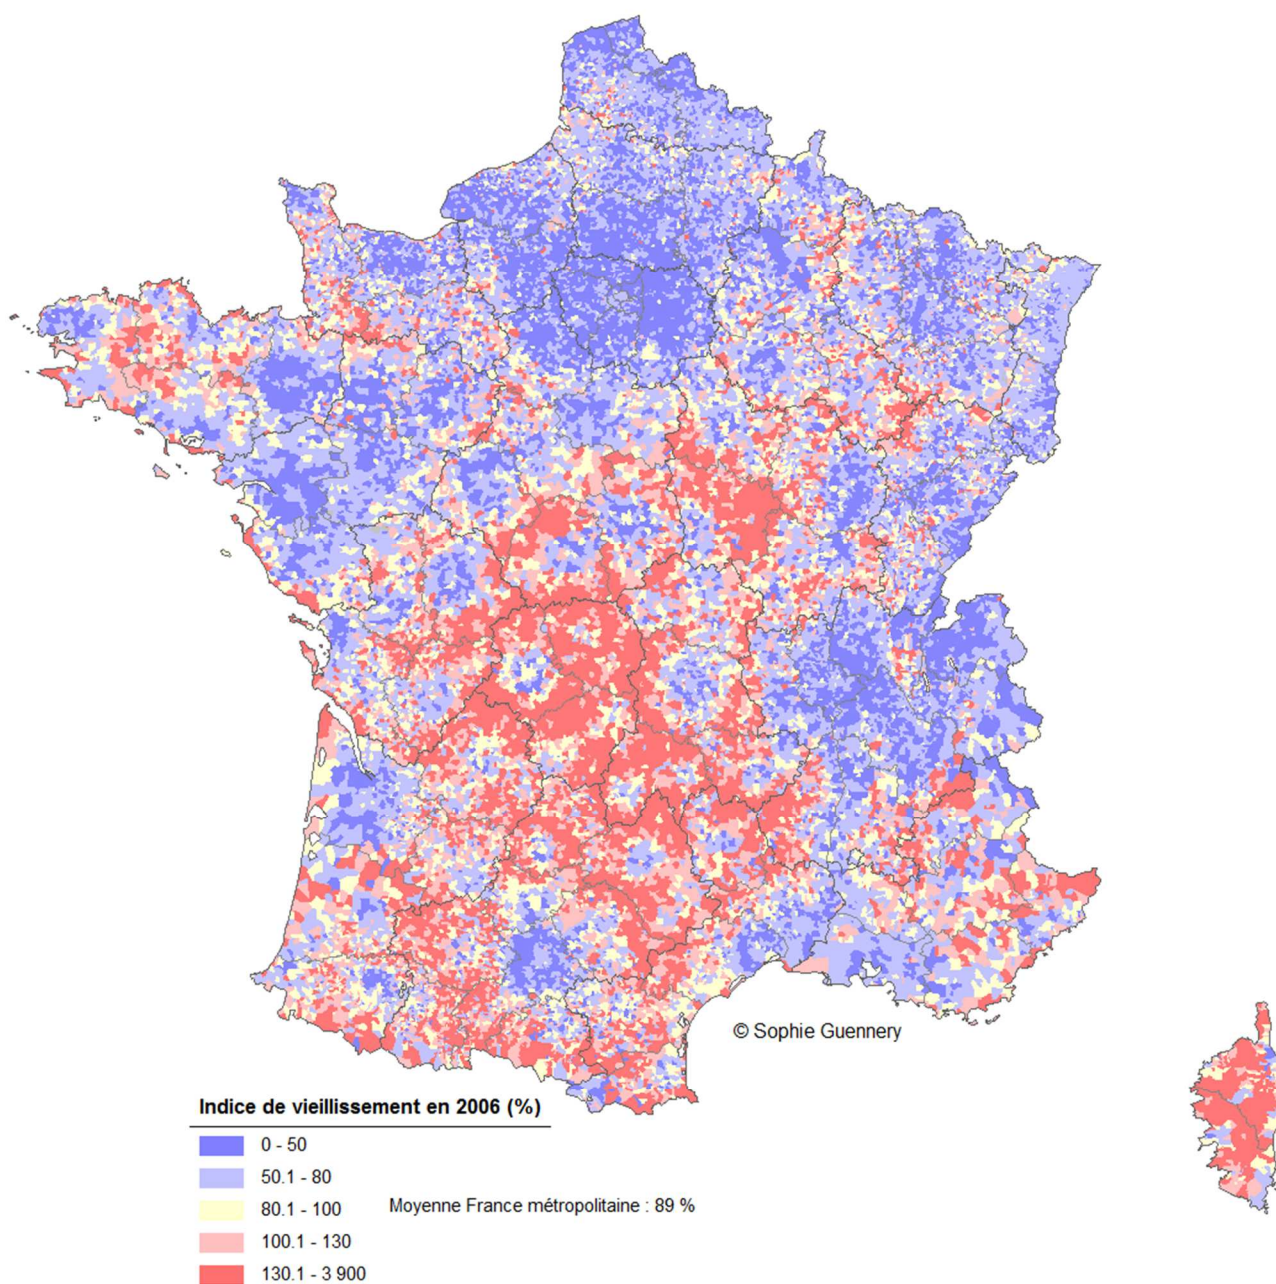 © Sophie Guennery
Indice de vieillissement en 2006 (%)
0 - 50
50.1 - 80
80.1 - 100
Moyenne France métropolitaine : 89 %
100.1 - 130
130.1 - 3 900